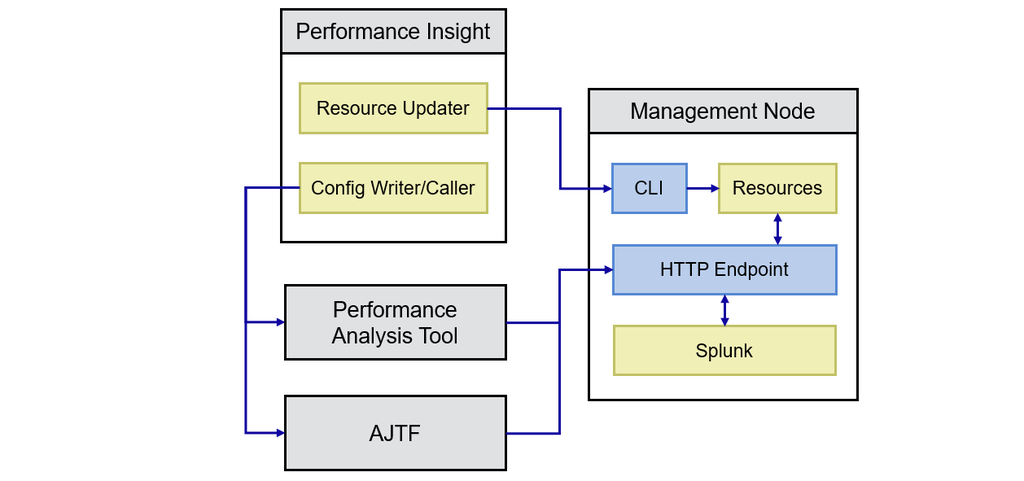 Performance Insight
Resource Updater
Config Writer/Caller
Performance
Analysis Tool
AJTF
Management Node
CLI
Resources
HTTP Endpoint
Splunk